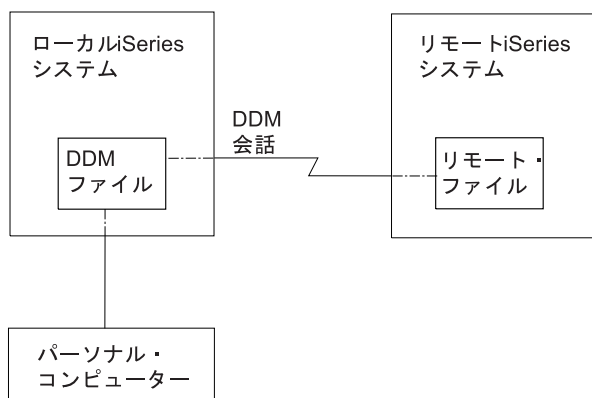 ローカルiSeries
システム
DDM
ファイル
DDM
会話
リモートiSeries
システム
リモート・
ファイル
パーソナル・
コンピューター